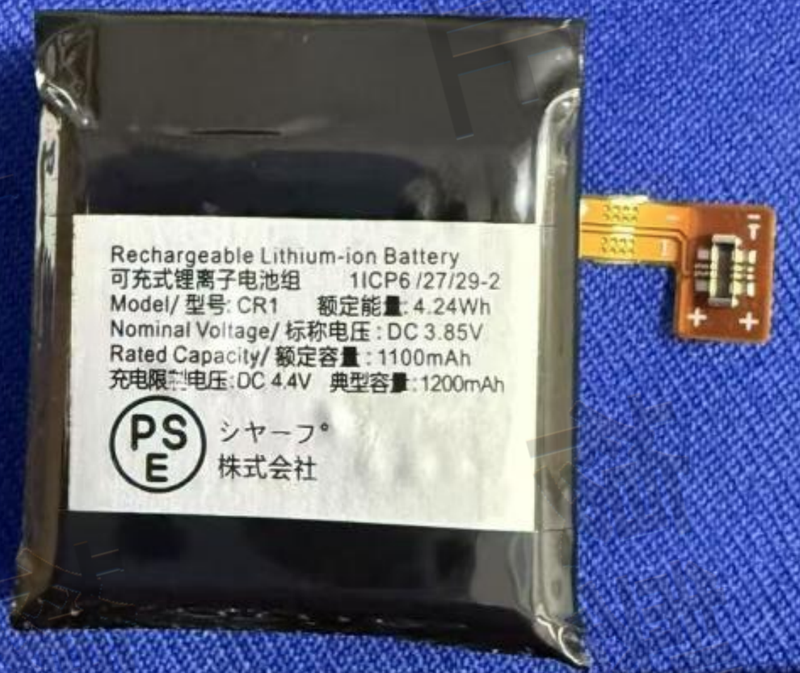 Rechargeable Lithium-ion Battery
可充式锂离子电池组 1ICP6 /27/29-2
Model/ 型号: CR1 额定能量: 4.24Wh
Nominal Voltage/ 标称电压 : DC 3.85V
Rated Capacity/ 额定容量 : 1100mAh
充电限制电压:DC 4.4V 典型容量:1200mAh
PS
E
シャーフ°
株式会社
- T
+ +